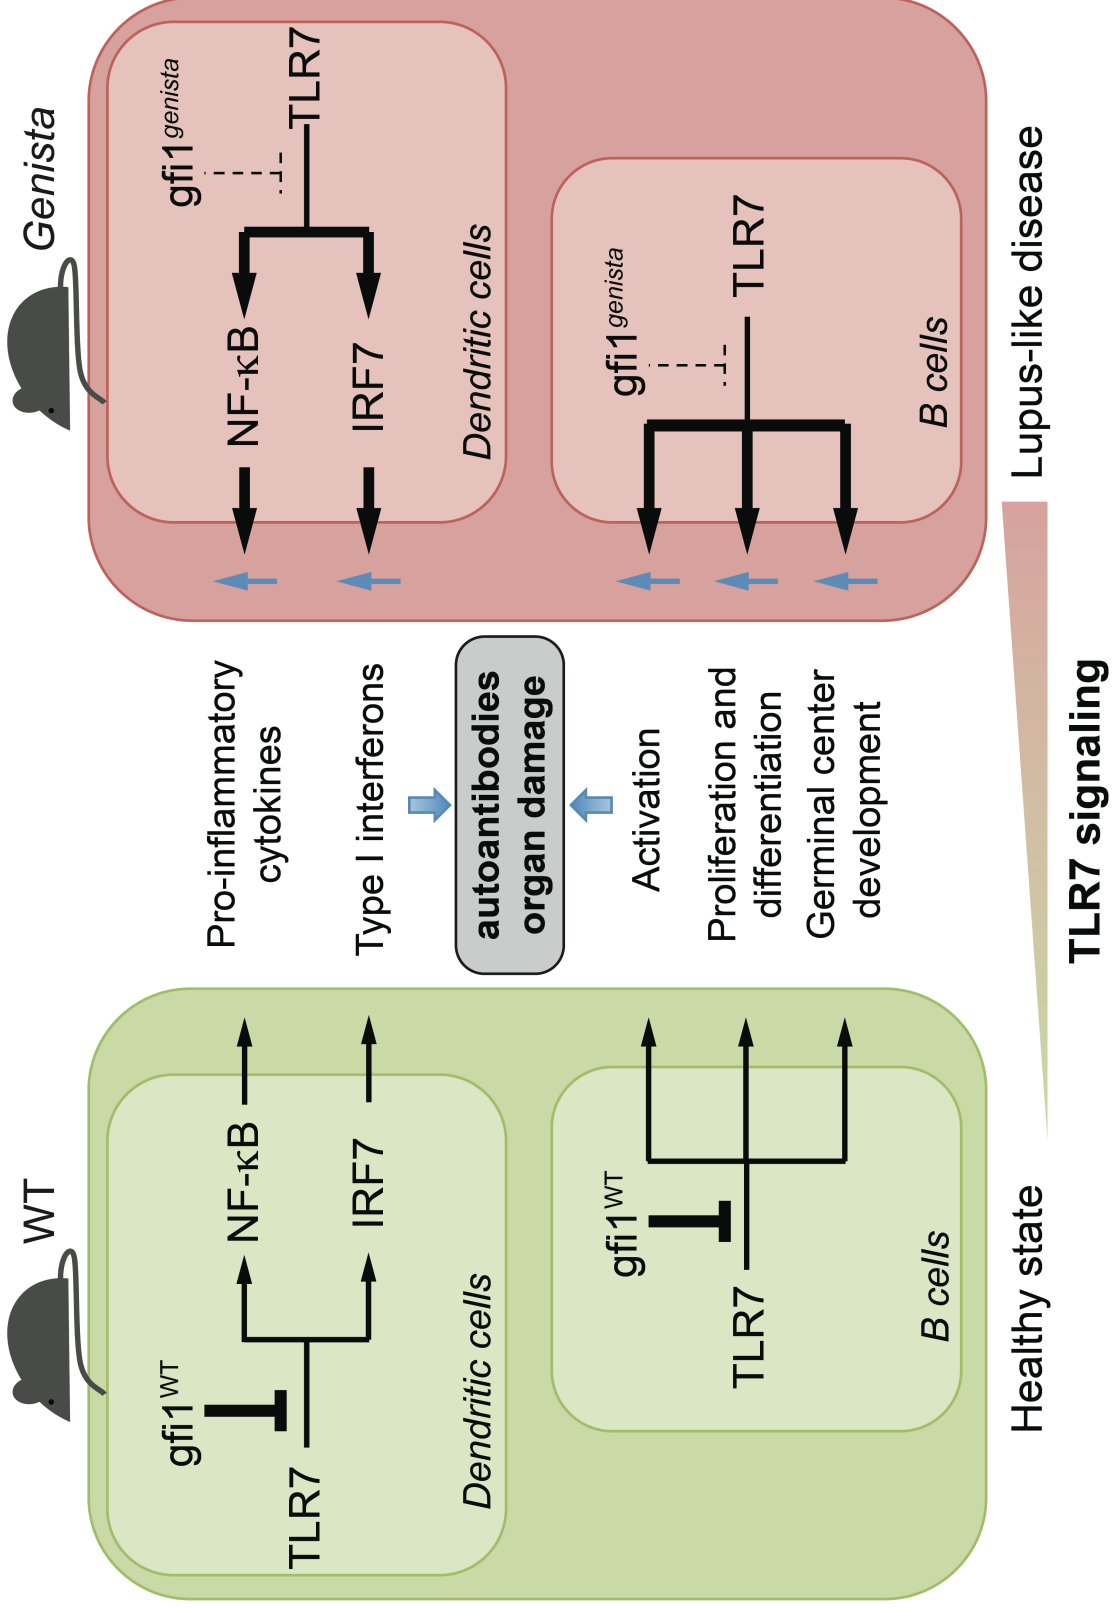 WT
gfi1WT
TLR7
NF-κB
IRF7
Dendritic cells
gfi1WT
TLR7
B cells
Healthy state
Pro-inflammatory
cytokines
Type I interferons
autoantibodies
organ damage
Activation
Proliferation and
differentiation
Germinal center
development
TLR7 signaling
Genista
gfi1genista
NF-κB
TLR7
IRF7
Dendritic cells
gfi1genista
TLR7
B cells
Lupus-like disease